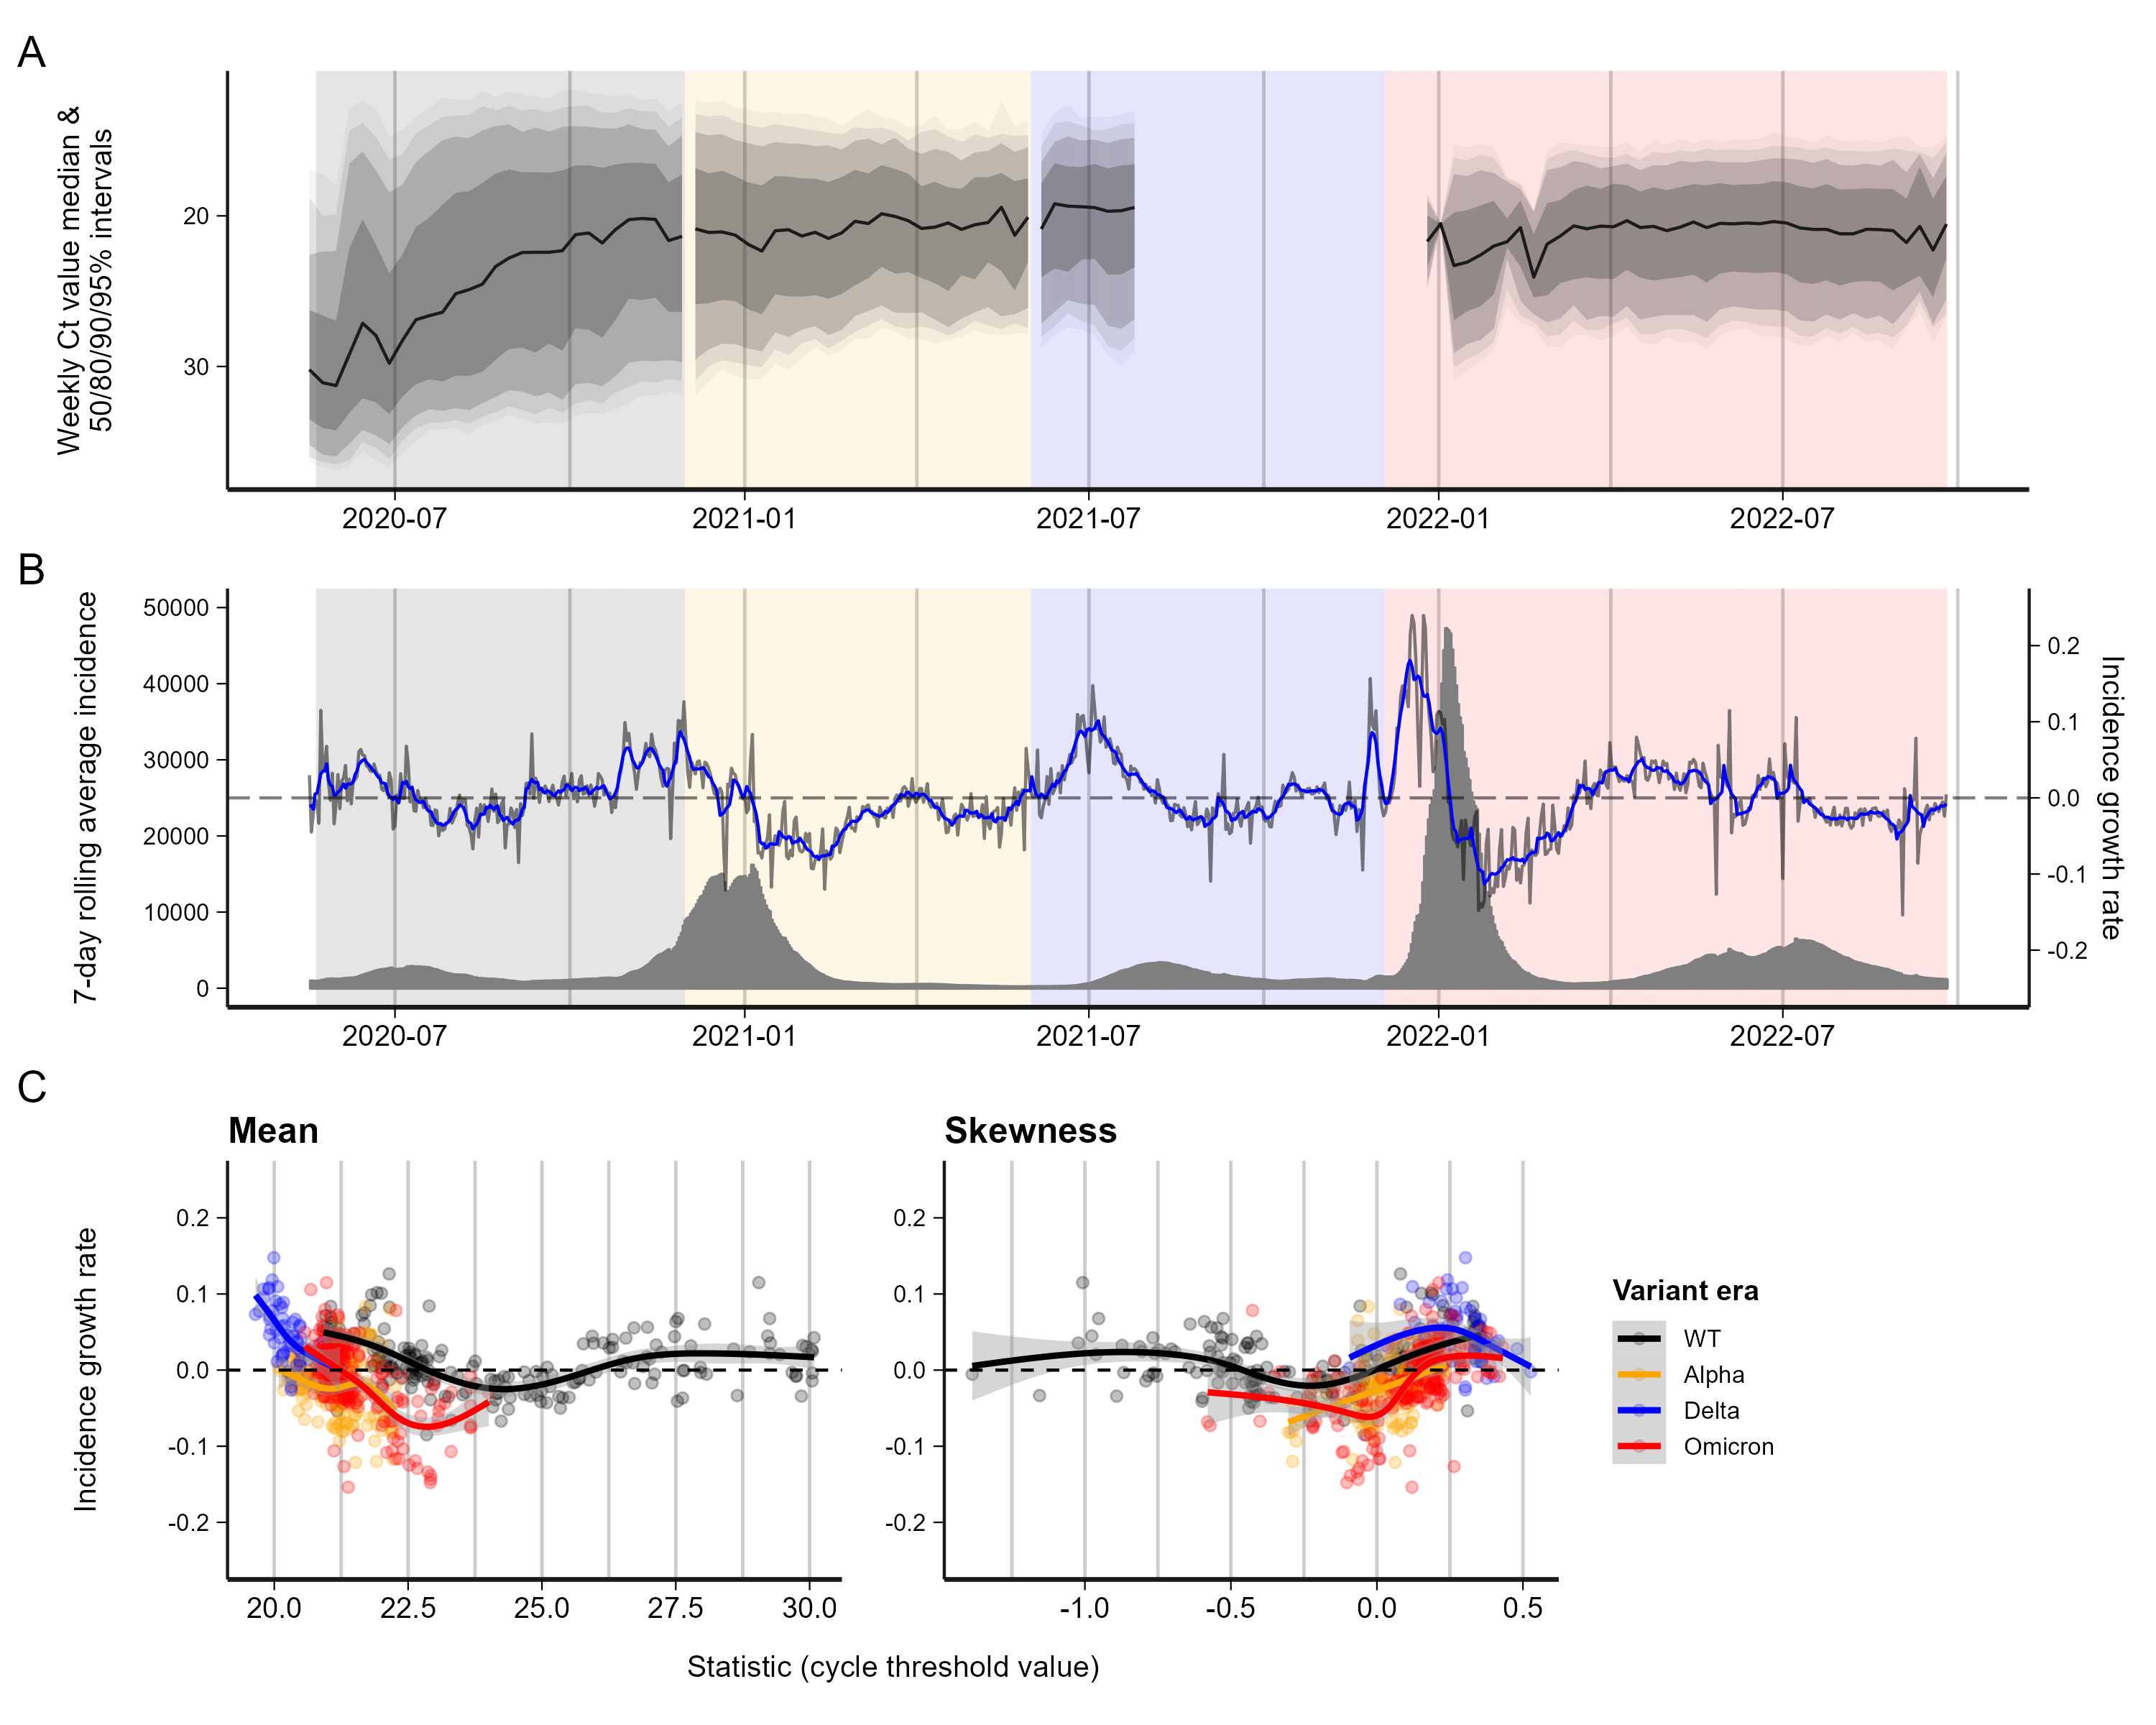 A
Weekly Ct value median &
50/80/90/95% intervals
20
30
2020-07
2021-01
2021-07
2022-01
2022-07
B
7-day rolling average incidence
50000
40000
30000
20000
10000
0
0.2
0.1
0.0
-0.1
-0.2
Incidence growth rate
2020-07
2021-01
2021-07
2022-01
2022-07
C
Mean
Incidence growth rate
0.2
0.1
0.0
-0.1
-0.2
20.0
22.5
25.0
27.5
30.0
Skewness
0.2
0.1
0.0
-0.1
-0.2
-1.0
-0.5
0.0
0.5
Statistic (cycle threshold value)
Variant era
WT
Alpha
Delta
Omicron